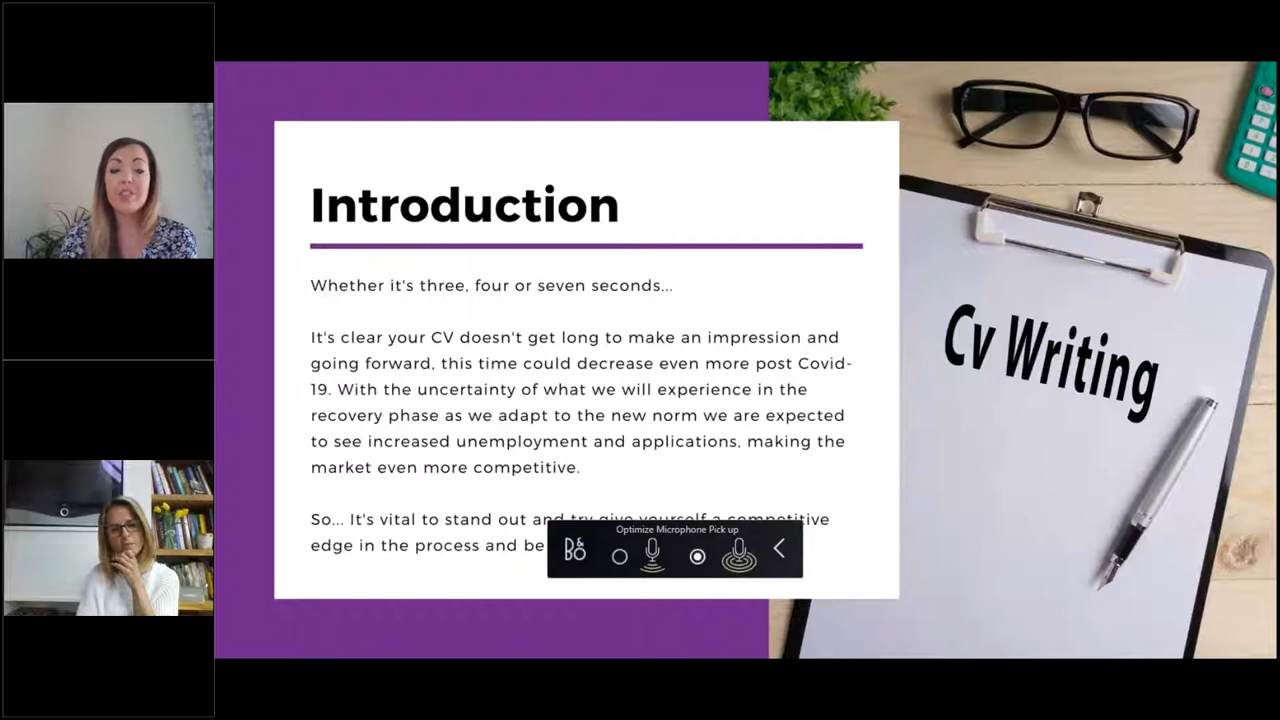 Introduction
Whether it's three, four or seven seconds...
It's clear your CV doesn't get long to make an impression and
going forward, this time could decrease even more post Covid-
19. With the uncertainty of what we will experience in the
recovery phase as we adapt to the new norm we are expected
to see increased unemployment and applications, making the
market even more competitive.
So... It's vital to stand out and try give yourself a competitive
edge in the process and be
Optimize Microphone Pick up
B&O
Cv Writing